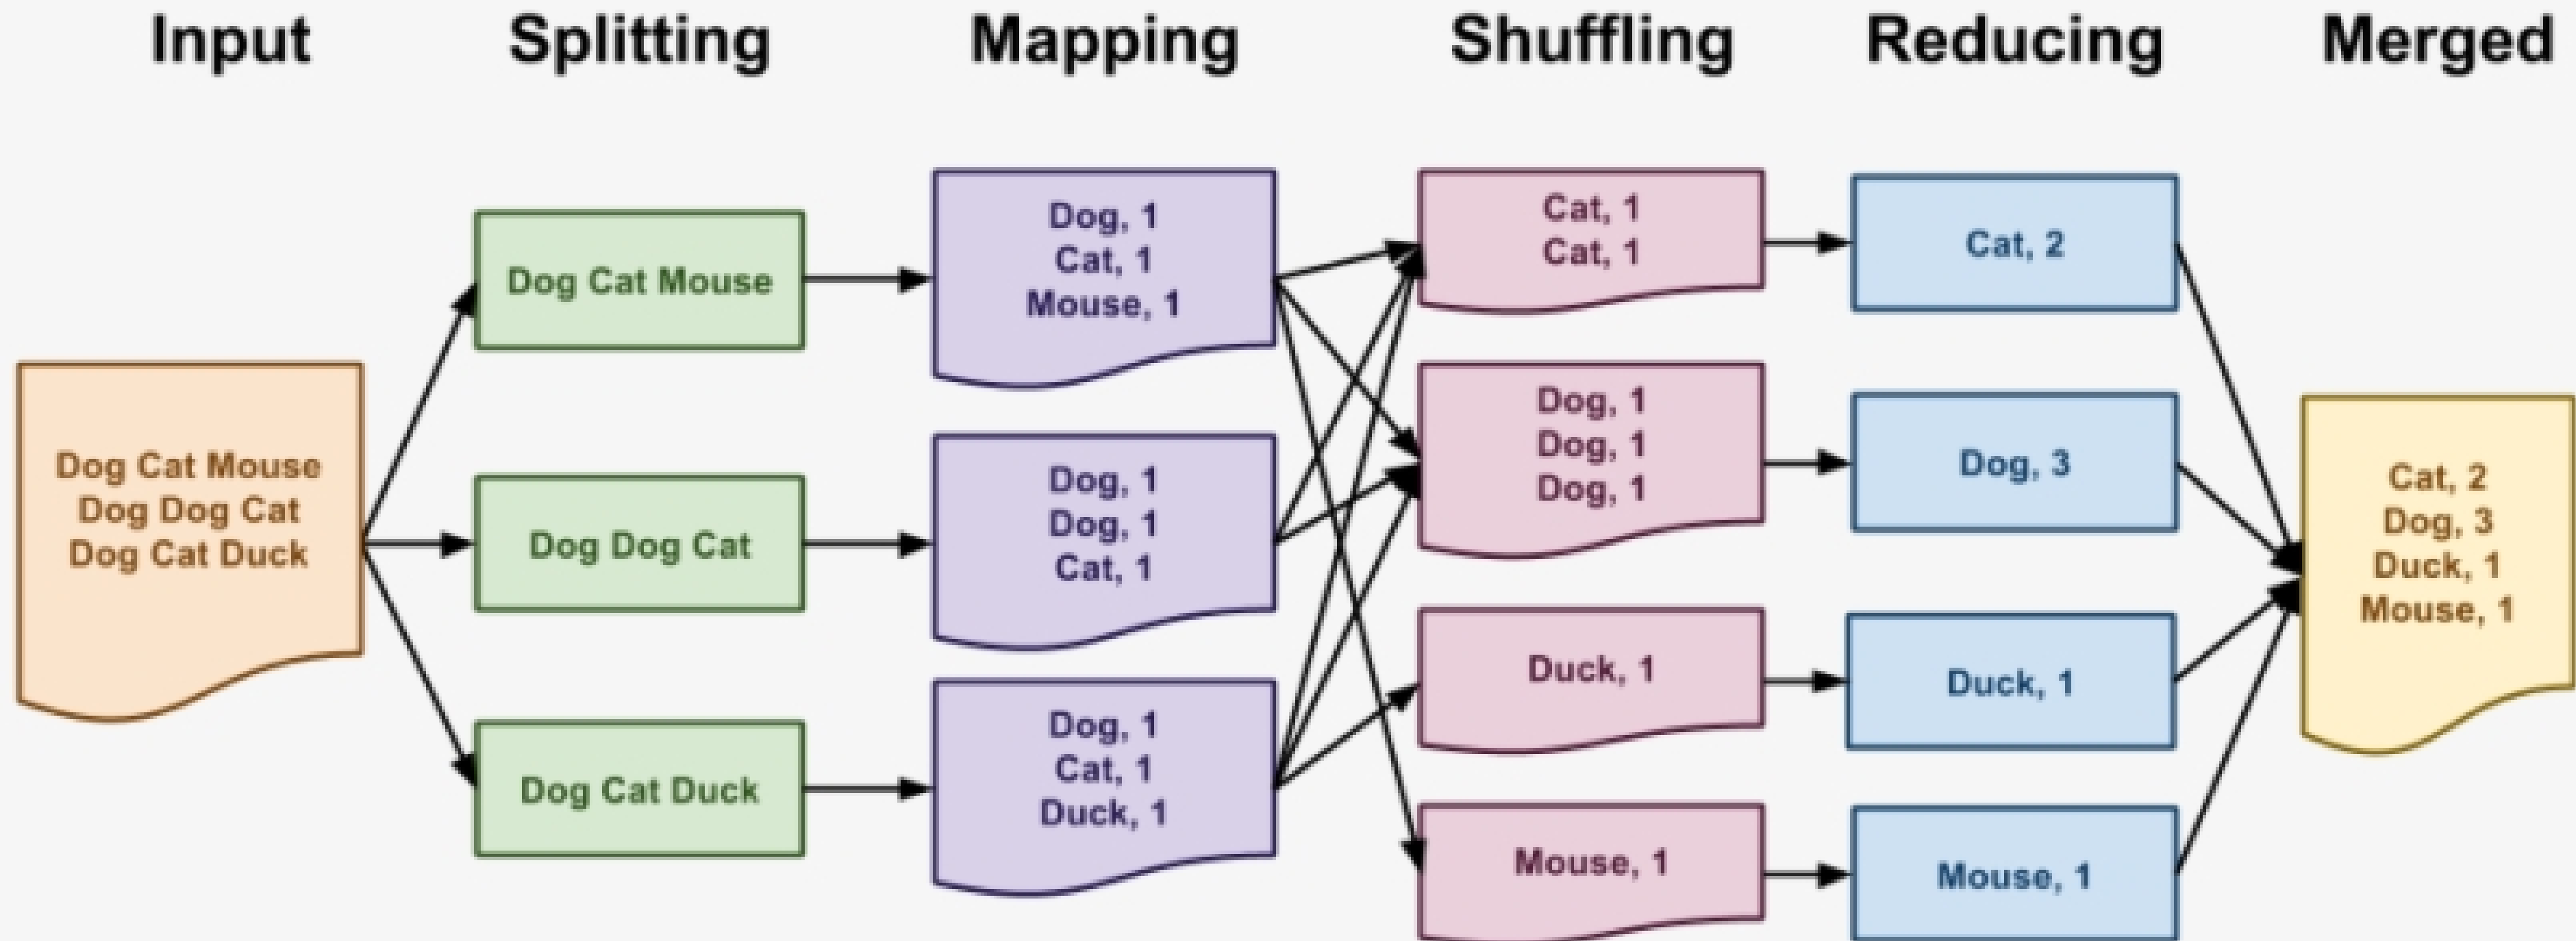 Input
Splitting
Mapping
Shuffling
Reducing
Merged
Dog Cat Mouse
Dog Dog Cat
Dog Cat Duck
Dog Cat Mouse
Dog Dog Cat
Dog Cat Duck
Dog, 1
Cat, 1
Mouse, 1
Dog, 1
Dog, 1
Cat, 1
Dog, 1
Cat, 1
Duck, 1
Cat, 1
Cat, 1
Dog, 1
Dog, 1
Dog, 1
Duck, 1
Mouse, 1
Cat, 2
Dog, 3
Duck, 1
Mouse, 1
Cat, 2
Dog, 3
Duck, 1
Mouse, 1